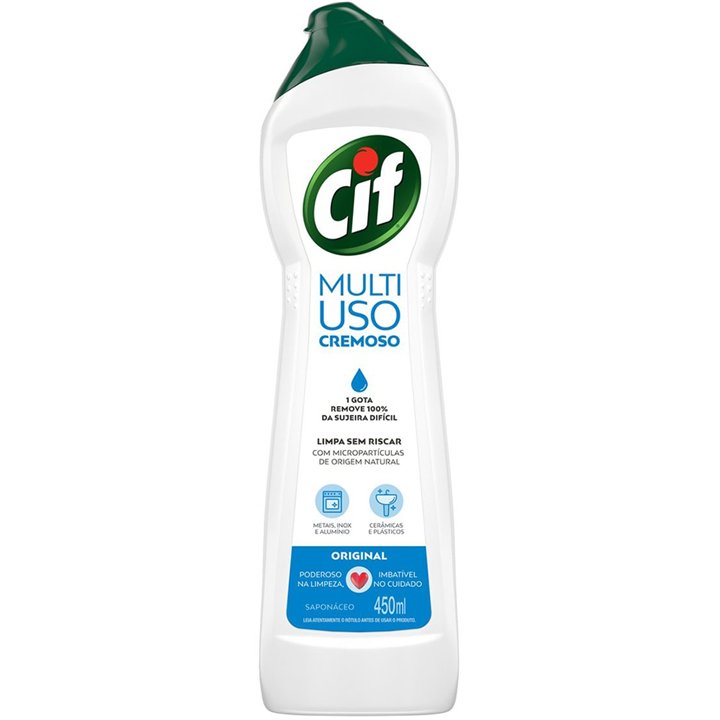 Cif
MULTI
USO
CREMOSO
1 GOTA
REMOVE 100%
DA SUJEIRA DIFÍCIL
LIMPA SEM RISCAR
COM MICROPARTÍCULAS
DE ORIGEM NATURAL
METAIS, INOX
E ALUMÍNIO
CERÂMICAS
E PLÁSTICOS
ORIGINAL
PODEROSO
NA LIMPEZA,
IMBATÍVEL
NO CUIDADO
SAPONÁCEO
450ml
LEIA ATENTAMENTE O RÓTULO ANTES DE USAR O PRODUTO.